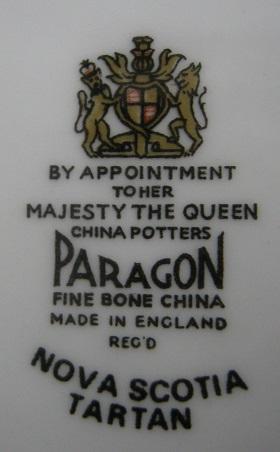 BY APPOINTMENT
TO HER
MAJESTY THE QUEEN
CHINA POTTERS
PARAGON
FINE BONE CHINA
MADE IN ENGLAND
REG'D
NOVA SCOTIA
TARTAN